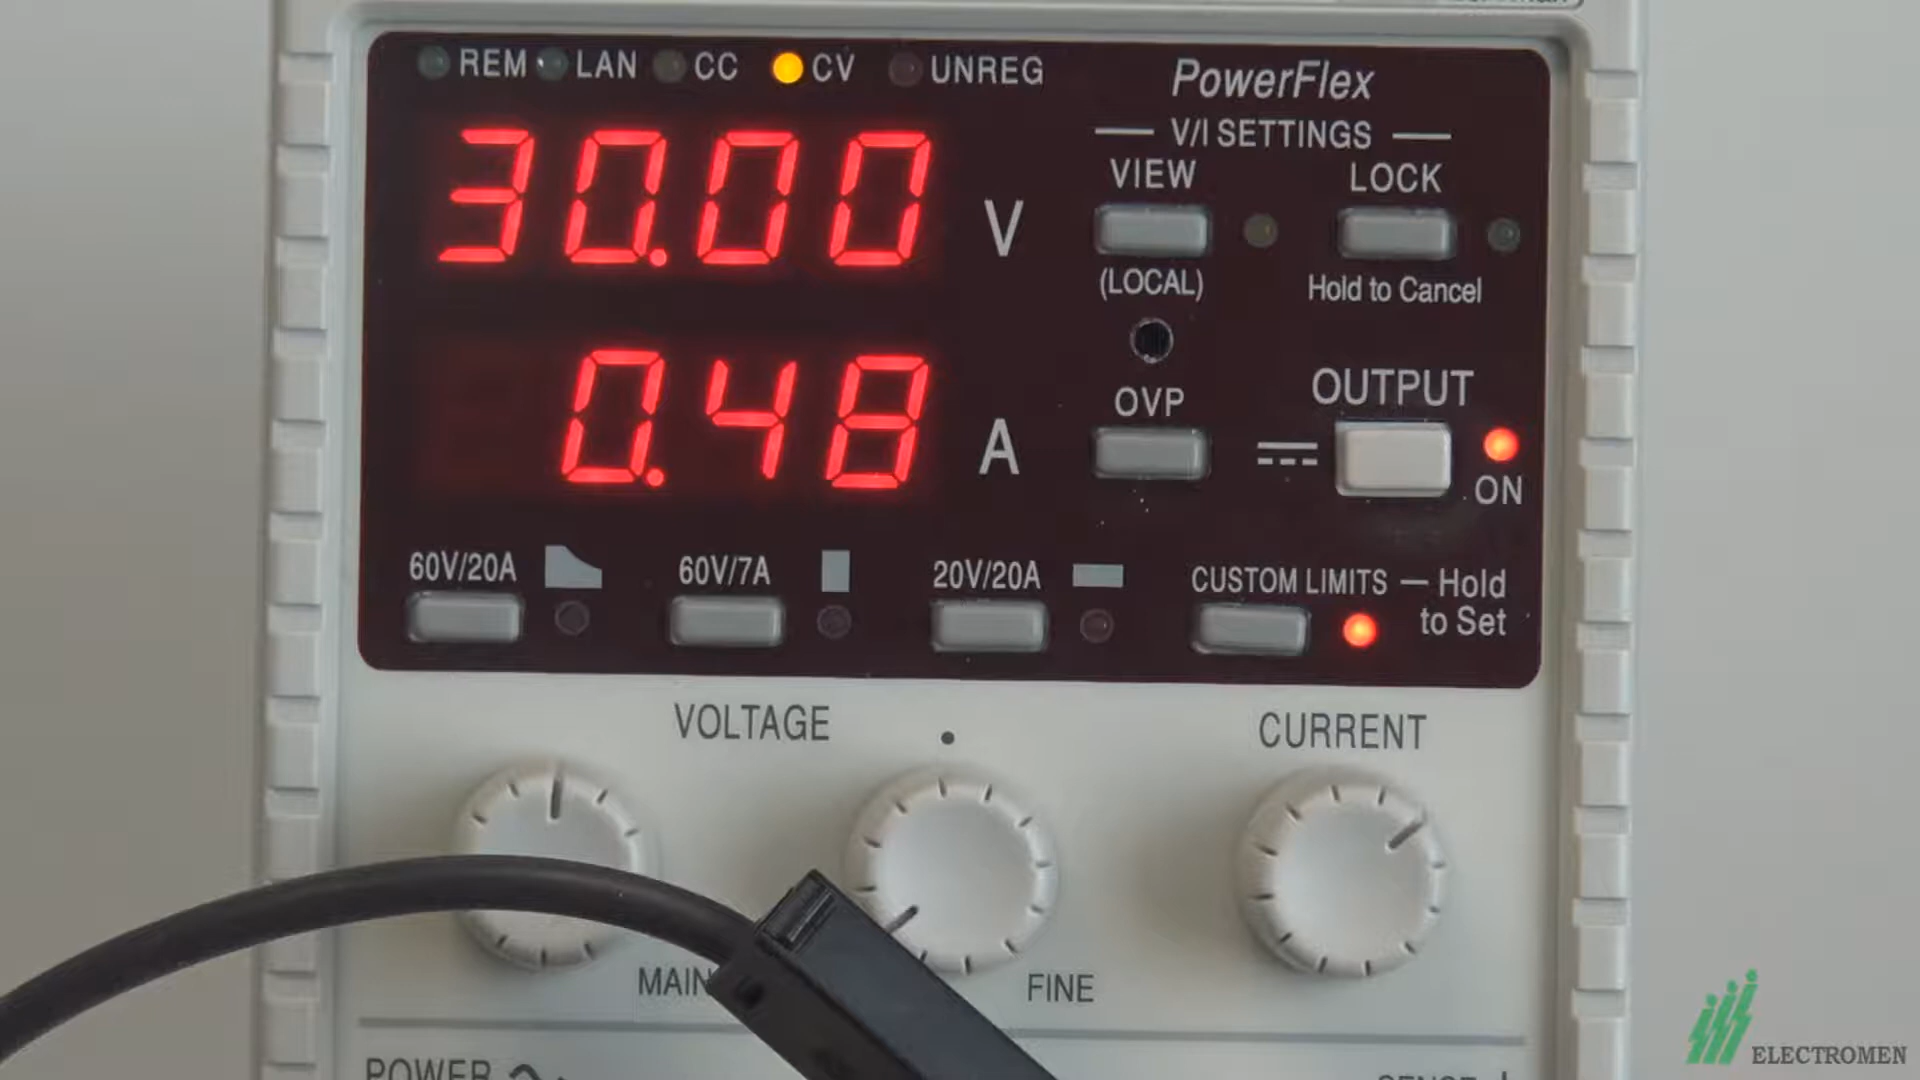 REM LAN CC CV UNREG
PowerFlex
V/I SETTINGS
VIEW LOCK
30.00 V
(LOCAL) Hold to Cancel
OVP OUTPUT
0.48 A
ON
60V/20A 60V/7A 20V/20A CUSTOM LIMITS — Hold
to Set
VOLTAGE CURRENT
MAIN FINE
POWER
ELECTROMEN